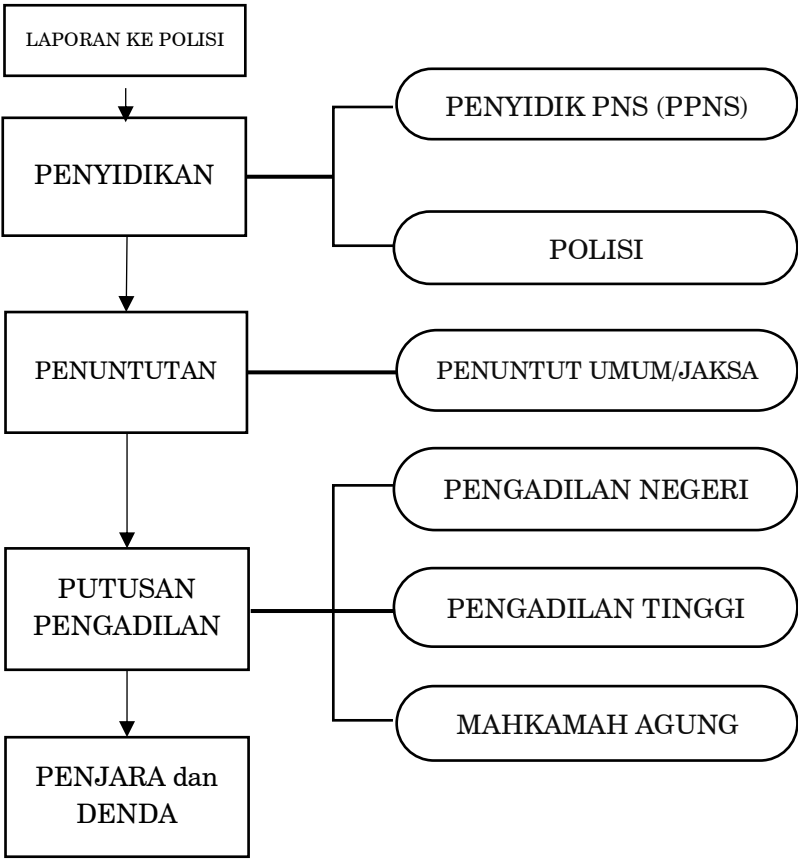 LAPORAN KE POLISI
PENYIDIK PNS (PPNS)
PENYIDIKAN
POLISI
PENUNTUTAN
PENUNTUT UMUM/JAKSA
PENGADILAN NEGERI
PUTUSAN
PENGADILAN
PENGADILAN TINGGI
MAHKAMAH AGUNG
PENJARA dan
DENDA